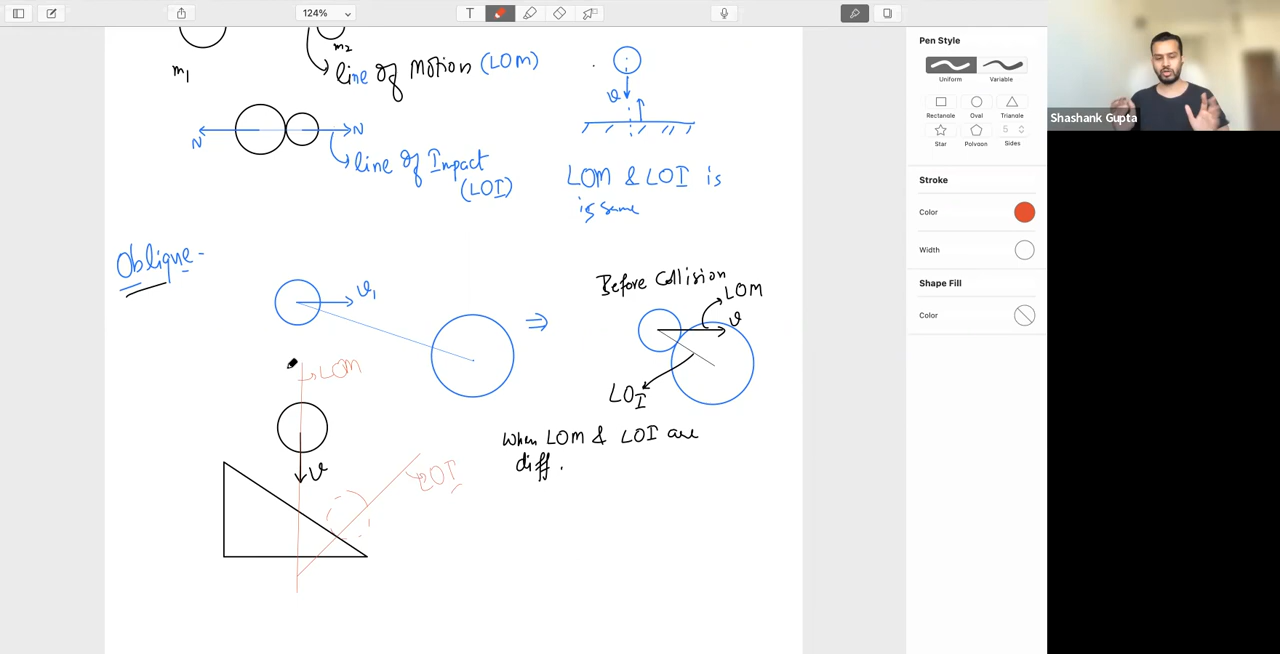 124%
T
Pen Style
Uniform
Variable
Rectangle
Oval
Triangle
Star
Polygon
Sides
5
Stroke
Color
Width
Shape Fill
Color
Shashank Gupta
m1
m2
line of Motion (LOM)
N
N
line of Impact
(LOI)
v
LOM & LOI is
is same
Oblique -
v1
⇒
Before Collision
LOM
v
LOI
LOM
v
LOI
When LOM & LOI are
diff.